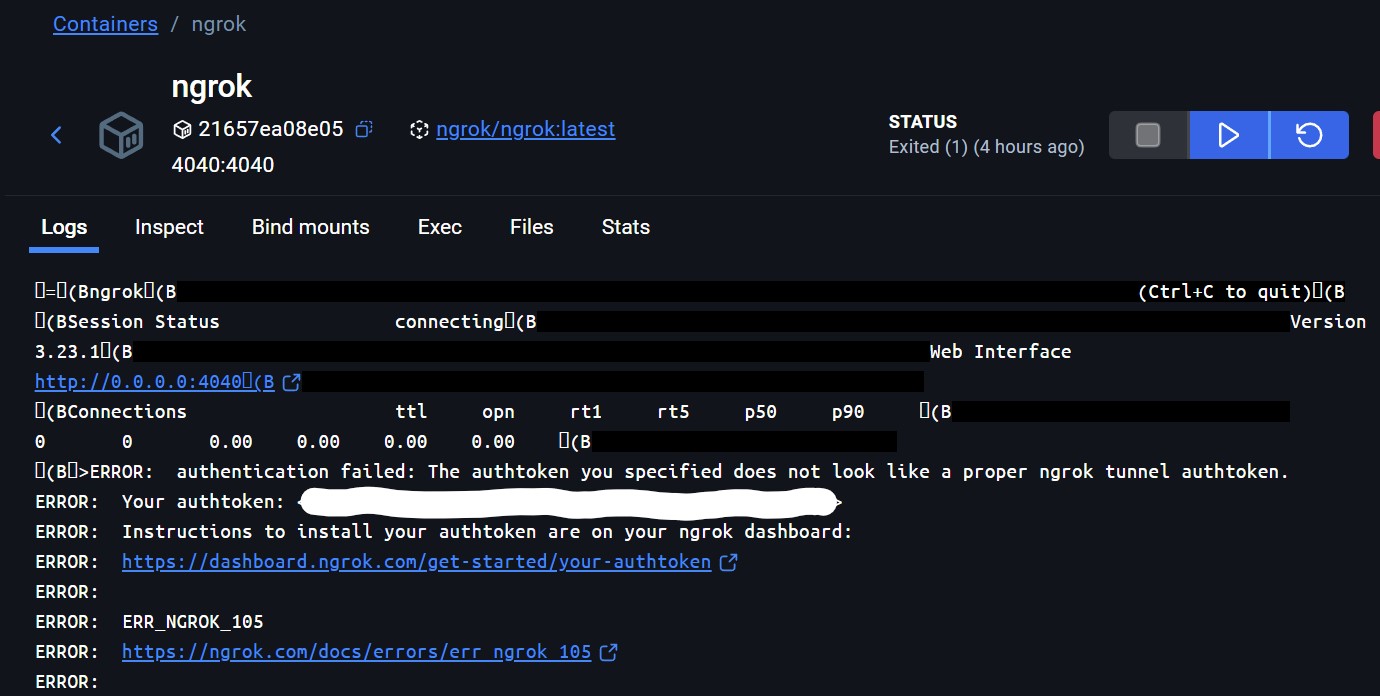 Containers / ngrok
ngrok
21657ea08e05 ngrok/ngrok:latest
4040:4040
STATUS
Exited (1) (4 hours ago)
Logs Inspect Bind mounts Exec Files Stats
▯=▯(Bngrok▯(B (Ctrl+C to quit)▯(B
▯(BSession Status connecting▯(B Version
3.23.1▯(B Web Interface
http://0.0.0.0:4040▯(B
▯(BConnections ttl opn rt1 rt5 p50 p90 ▯(B
0 0 0.00 0.00 0.00 0.00 ▯(B
▯(B▯>ERROR: authentication failed: The authtoken you specified does not look like a proper ngrok tunnel authtoken.
ERROR: Your authtoken:
ERROR: Instructions to install your authtoken are on your ngrok dashboard:
ERROR: https://dashboard.ngrok.com/get-started/your-authtoken
ERROR:
ERROR: ERR_NGROK_105
ERROR: https://ngrok.com/docs/errors/err_ngrok_105
ERROR: